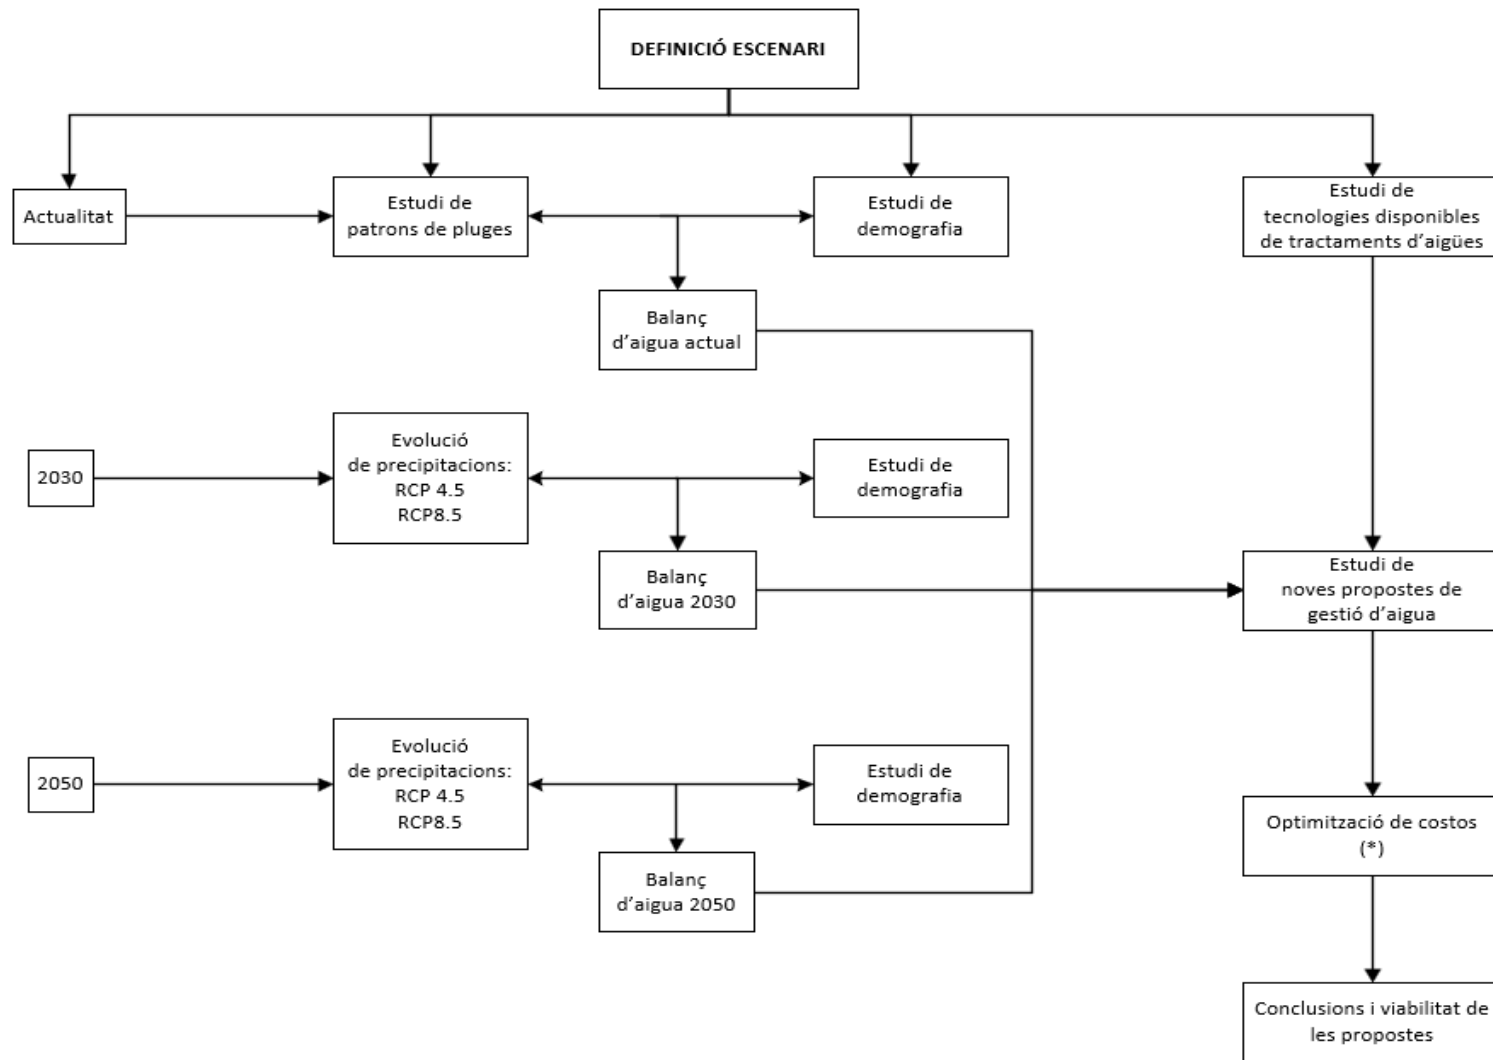 DEFINICIÓ ESCENARI
Actualitat
Estudi de
patrons de pluges
Estudi de
demografia
Estudi de
tecnologies disponibles
de tractaments d’aigües
Balanç
d’aigua actual
2030
Evolució
de precipitacions:
RCP 4.5
RCP8.5
Estudi de
demografia
Balanç
d’aigua 2030
Estudi de
noves propostes de
gestió d’aigua
2050
Evolució
de precipitacions:
RCP 4.5
RCP8.5
Estudi de
demografia
Balanç
d’aigua 2050
Optimització de costos
(*)
Conclusions i viabilitat de
les propostes